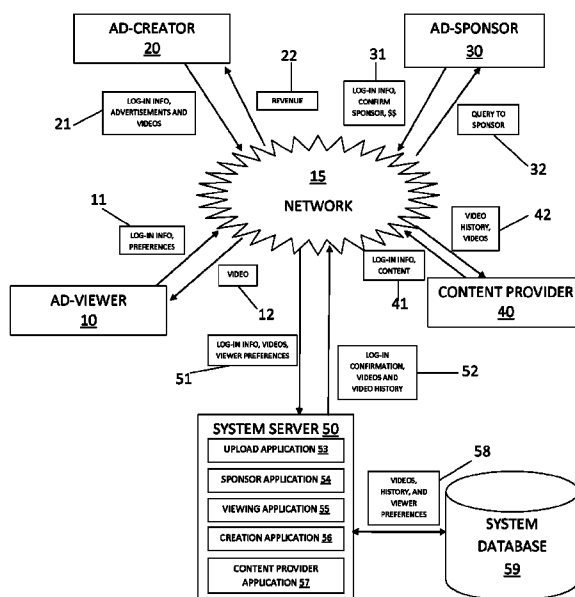 AD-CREATOR
20
AD-SPONSOR
30
22
31
21
LOG-IN INFO,
ADVERTISEMENTS AND
VIDEOS
REVENUE
LOG-IN INFO,
CONFIRM
SPONSOR, $$
QUERY TO
SPONSOR
32
15
NETWORK
11
LOG-IN INFO,
PREFERENCES
VIDEO
HISTORY,
VIDEOS
42
AD-VIEWER
10
VIDEO
12
LOG-IN INFO,
CONTENT
41
CONTENT PROVIDER
40
LOG-IN INFO, VIDEOS,
VIEWER PREFERENCES
51
LOG-IN
CONFIRMATION,
VIDEOS AND
VIDEO HISTORY
52
SYSTEM SERVER 50
UPLOAD APPLICATION 53
SPONSOR APPLICATION 54
VIEWING APPLICATION 55
CREATION APPLICATION 56
CONTENT PROVIDER
APPLICATION 57
58
VIDEOS,
HISTORY, AND
VIEWER
PREFERENCES
SYSTEM
DATABASE
59